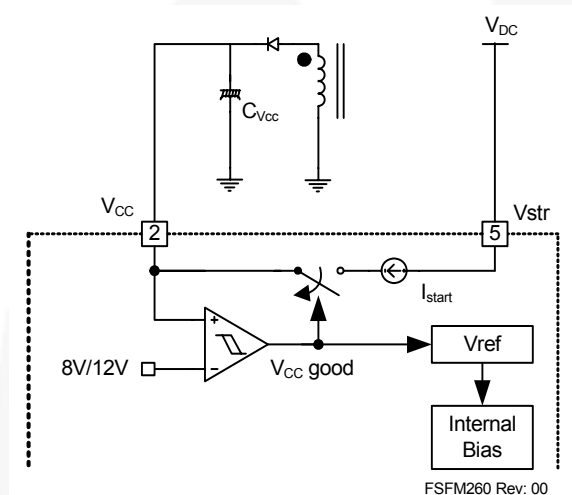 V_DC
C_Vcc
V_CC
2
5
Vstr
I_start
+
8V/12V
-
V_CC good
Vref
Internal
Bias
FSFM260 Rev: 00